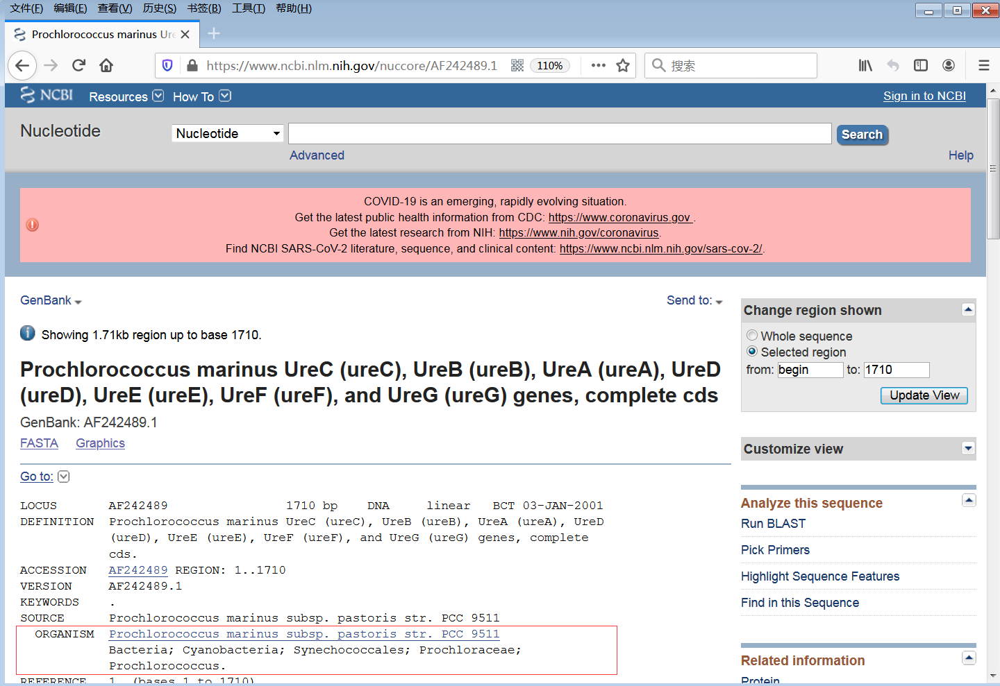 文件(F) 编辑(E) 查看(V) 历史(S) 书签(B) 工具(T) 帮助(H)
Prochlorococcus marinus Ure
https://www.ncbi.nlm.nih.gov/nuccore/AF242489.1 110% 搜索
NCBI Resources How To Sign in to NCBI
Nucleotide Nucleotide Search
Advanced Help
COVID-19 is an emerging, rapidly evolving situation.
Get the latest public health information from CDC: https://www.coronavirus.gov .
Get the latest research from NIH: https://www.nih.gov/coronavirus.
Find NCBI SARS-CoV-2 literature, sequence, and clinical content: https://www.ncbi.nlm.nih.gov/sars-cov-2/.
GenBank Send to:
Showing 1.71kb region up to base 1710.
Prochlorococcus marinus UreC (ureC), UreB (ureB), UreA (ureA), UreD
(ureD), UreE (ureE), UreF (ureF), and UreG (ureG) genes, complete cds
GenBank: AF242489.1
FASTA Graphics
Go to:
LOCUS AF242489 1710 bp DNA linear BCT 03-JAN-2001
DEFINITION Prochlorococcus marinus UreC (ureC), UreB (ureB), UreA (ureA), UreD
(ureD), UreE (ureE), UreF (ureF), and UreG (ureG) genes, complete
cds.
ACCESSION AF242489 REGION: 1..1710
VERSION AF242489.1
KEYWORDS .
SOURCE Prochlorococcus marinus subsp. pastoris str. PCC 9511
ORGANISM Prochlorococcus marinus subsp. pastoris str. PCC 9511
Bacteria; Cyanobacteria; Synechococcales; Prochloraceae;
Prochlorococcus.
REFERENCE 1 (bases 1 to 1710)
Change region shown
Whole sequence
Selected region
from: begin to: 1710
Update View
Customize view
Analyze this sequence
Run BLAST
Pick Primers
Highlight Sequence Features
Find in this Sequence
Related information
Protein